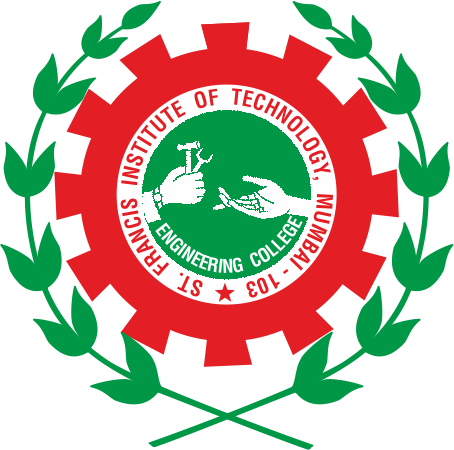 ST. FRANCIS INSTITUTE OF TECHNOLOGY, MUMBAI - 103
ENGINEERING COLLEGE